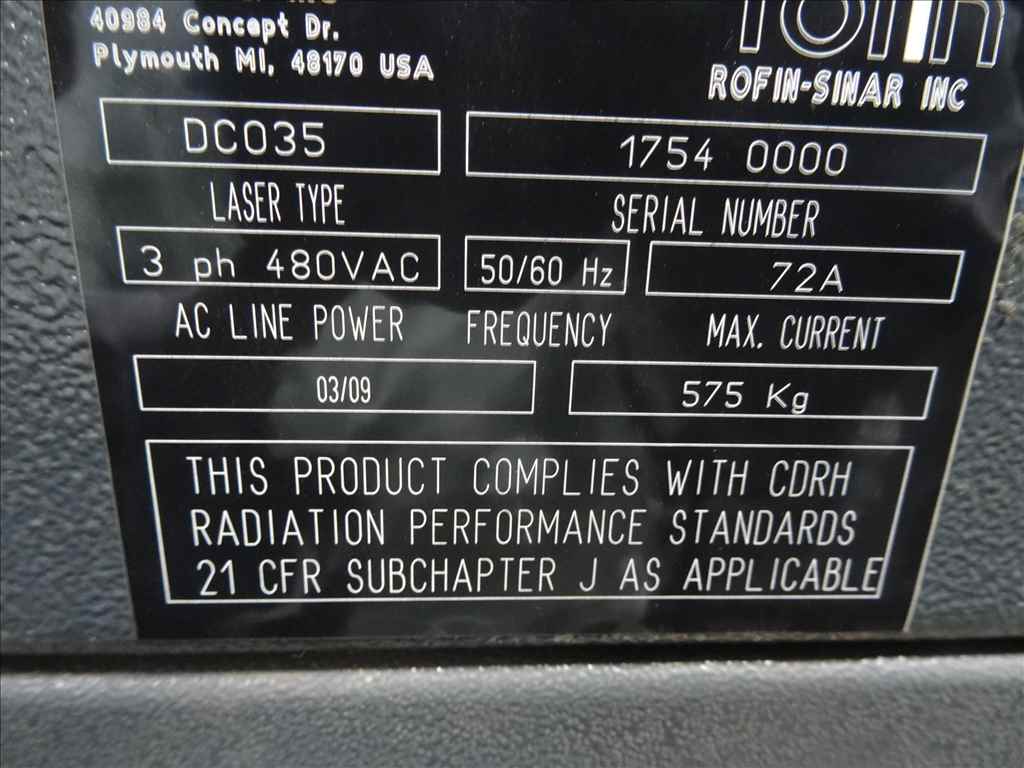 40984 Concept Dr.
Plymouth MI, 48170 USA
rofin
ROFIN-SINAR INC
DC035
1754 0000
LASER TYPE
SERIAL NUMBER
3 ph 480VAC
50/60 Hz
72A
AC LINE POWER
FREQUENCY
MAX. CURRENT
03/09
575 Kg
THIS PRODUCT COMPLIES WITH CDRH
RADIATION PERFORMANCE STANDARDS
21 CFR SUBCHAPTER J AS APPLICABLE